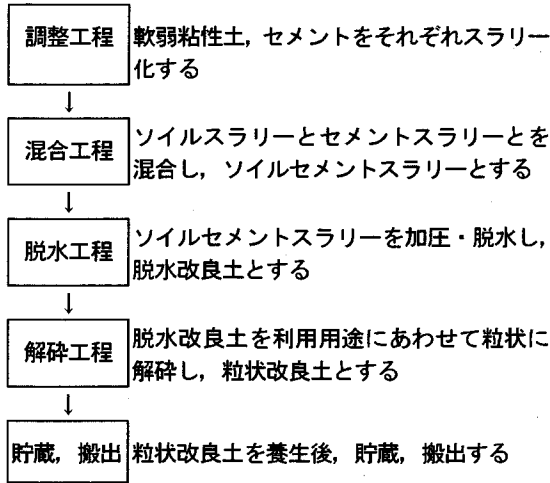 調整工程 軟弱粘性土，セメントをそれぞれスラリー
化する
↓
混合工程 ソイルスラリーとセメントスラリーとを
混合し，ソイルセメントスラリーとする
↓
脱水工程 ソイルセメントスラリーを加圧・脱水し，
脱水改良土とする
↓
解砕工程 脱水改良土を利用用途にあわせて粒状に
解砕し，粒状改良土とする
↓
貯蔵，搬出 粒状改良土を養生後，貯蔵，搬出する